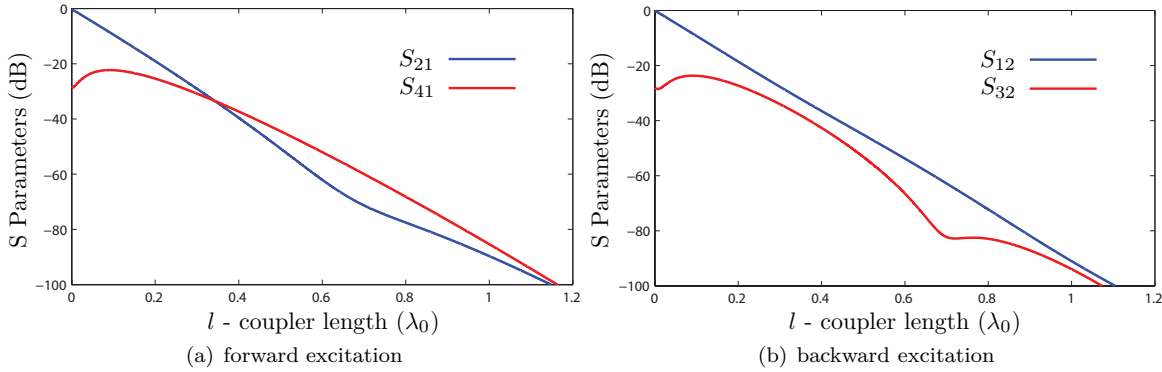 0
−20
−40
−60
−80
−100
0 0.2 0.4 0.6 0.8 1 1.2
S Parameters (dB)
l - coupler length (λ0)
S21
S41
(a) forward excitation
0
−20
−40
−60
−80
−100
0 0.2 0.4 0.6 0.8 1 1.2
S Parameters (dB)
l - coupler length (λ0)
S12
S32
(b) backward excitation